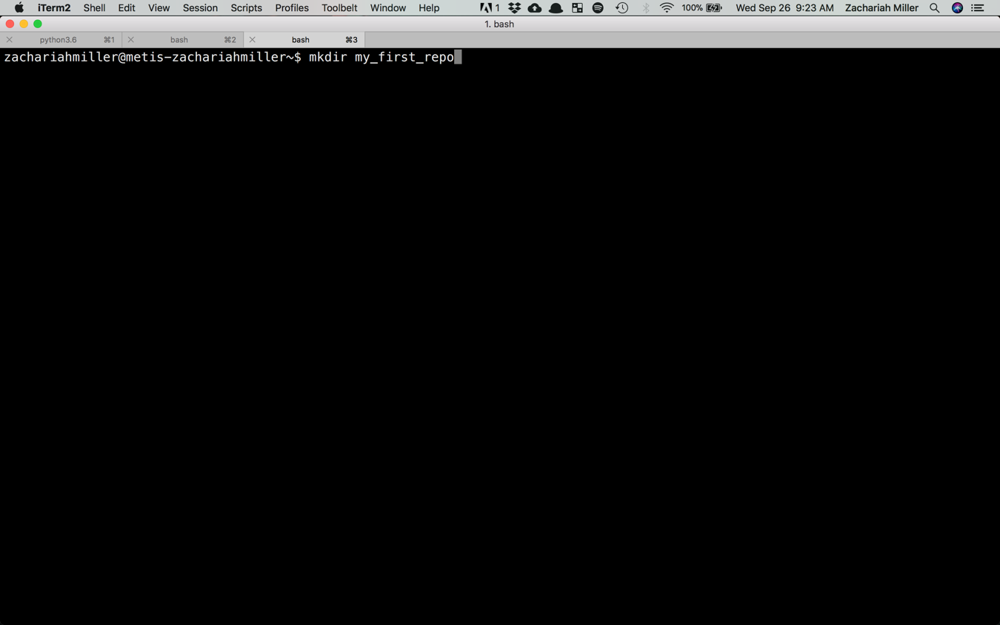 iTerm2 Shell Edit View Session Scripts Profiles Toolbelt Window Help 1 100% Wed Sep 26 9:23 AM Zachariah Miller
1. bash
python3.6 ⌘1 bash ⌘2 bash ⌘3
zachariahmiller@metis-zachariahmiller~$ mkdir my_first_repo